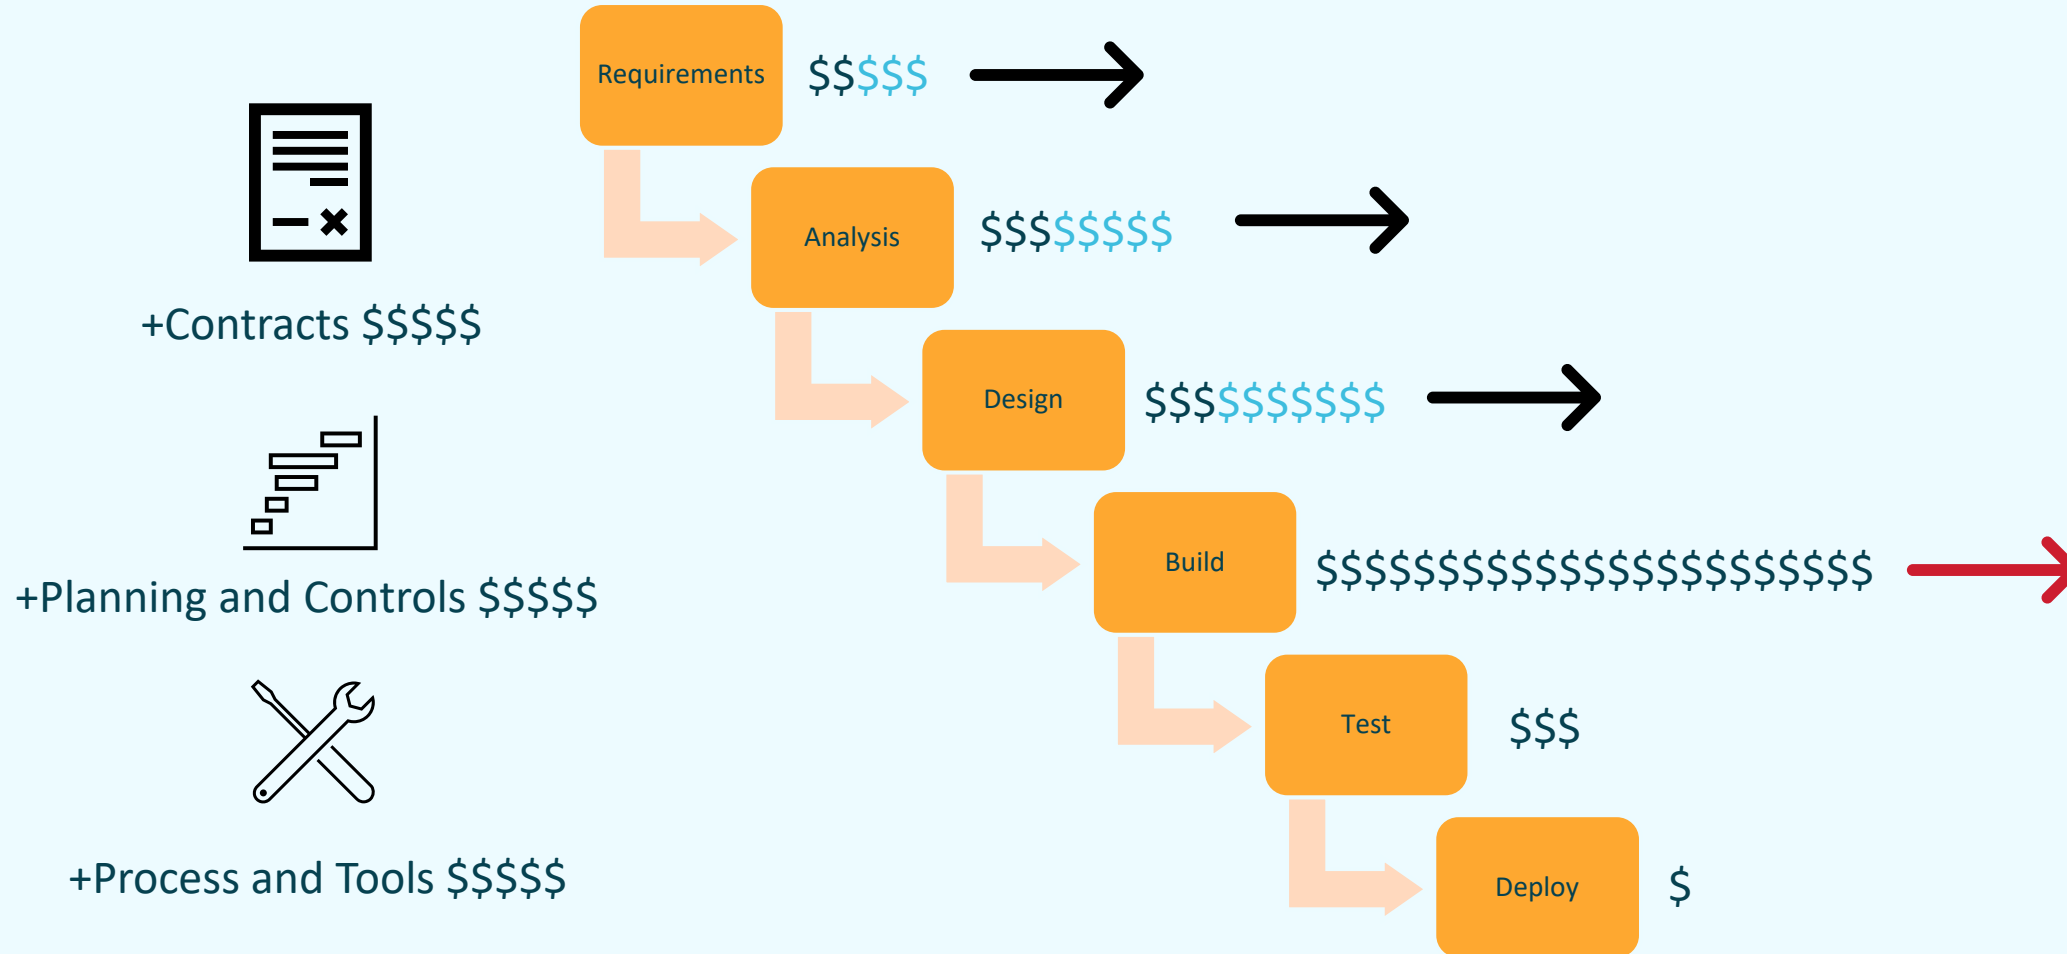 Requirements
$$$$$
Analysis
$$$$$$$$
+Contracts $$$$$
Design
$$$$$$$$$$
Build
$$$$$$$$$$$$$$$$$$$$$$$
+Planning and Controls $$$$$
Test
$$$
+Process and Tools $$$$$
Deploy
$